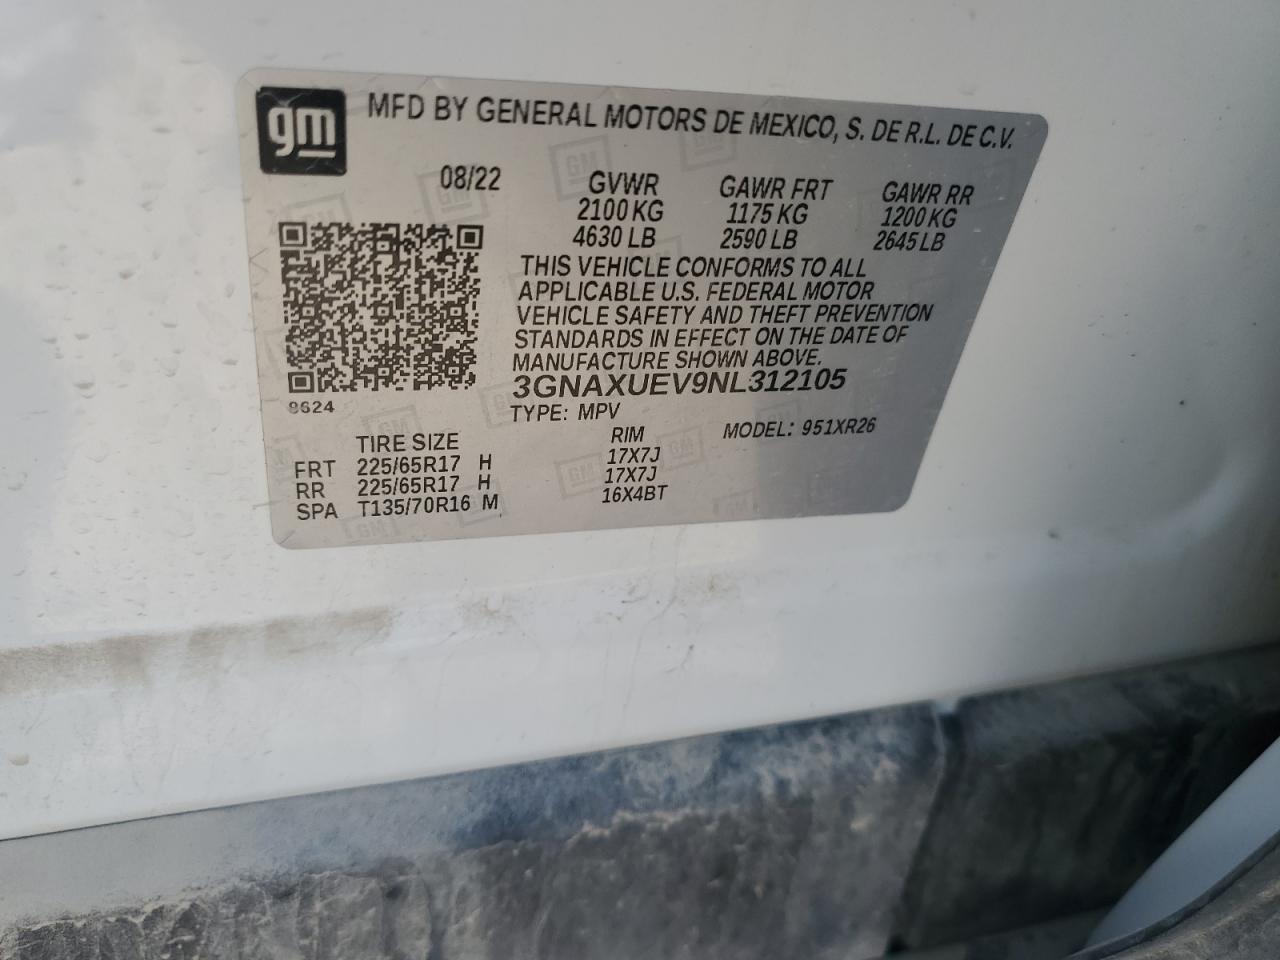 gm
MFD BY GENERAL MOTORS DE MEXICO, S. DE R.L. DE C.V.
08/22 GVWR GAWR FRT GAWR RR
2100 KG 1175 KG 1200 KG
4630 LB 2590 LB 2645 LB
THIS VEHICLE CONFORMS TO ALL
APPLICABLE U.S. FEDERAL MOTOR
VEHICLE SAFETY AND THEFT PREVENTION
STANDARDS IN EFFECT ON THE DATE OF
MANUFACTURE SHOWN ABOVE.
3GNAXUEV9NL312105
8624
TYPE: MPV MODEL: 951XR26
TIRE SIZE RIM
FRT 225/65R17 H 17X7J
RR 225/65R17 H 17X7J
SPA T135/70R16 M 16X4BT